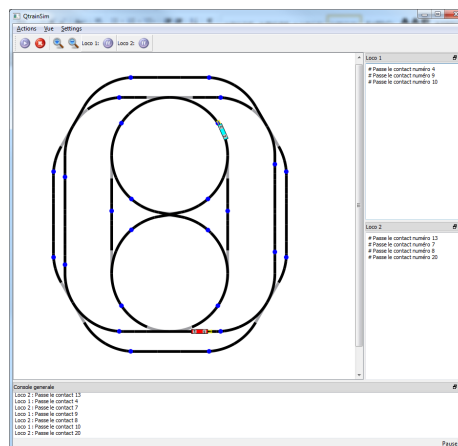 QtrainSim
Actions Vue Settings
Loco 1: Loco 2:
Loco 1
# Passe le contact numéro 4
# Passe le contact numéro 9
# Passe le contact numéro 10
Loco 2
# Passe le contact numéro 13
# Passe le contact numéro 7
# Passe le contact numéro 8
# Passe le contact numéro 20
Console generale
Loco 2 : Passe le contact 13
Loco 1 : Passe le contact 4
Loco 2 : Passe le contact 7
Loco 1 : Passe le contact 9
Loco 2 : Passe le contact 8
Loco 1 : Passe le contact 10
Loco 2 : Passe le contact 20
Pause